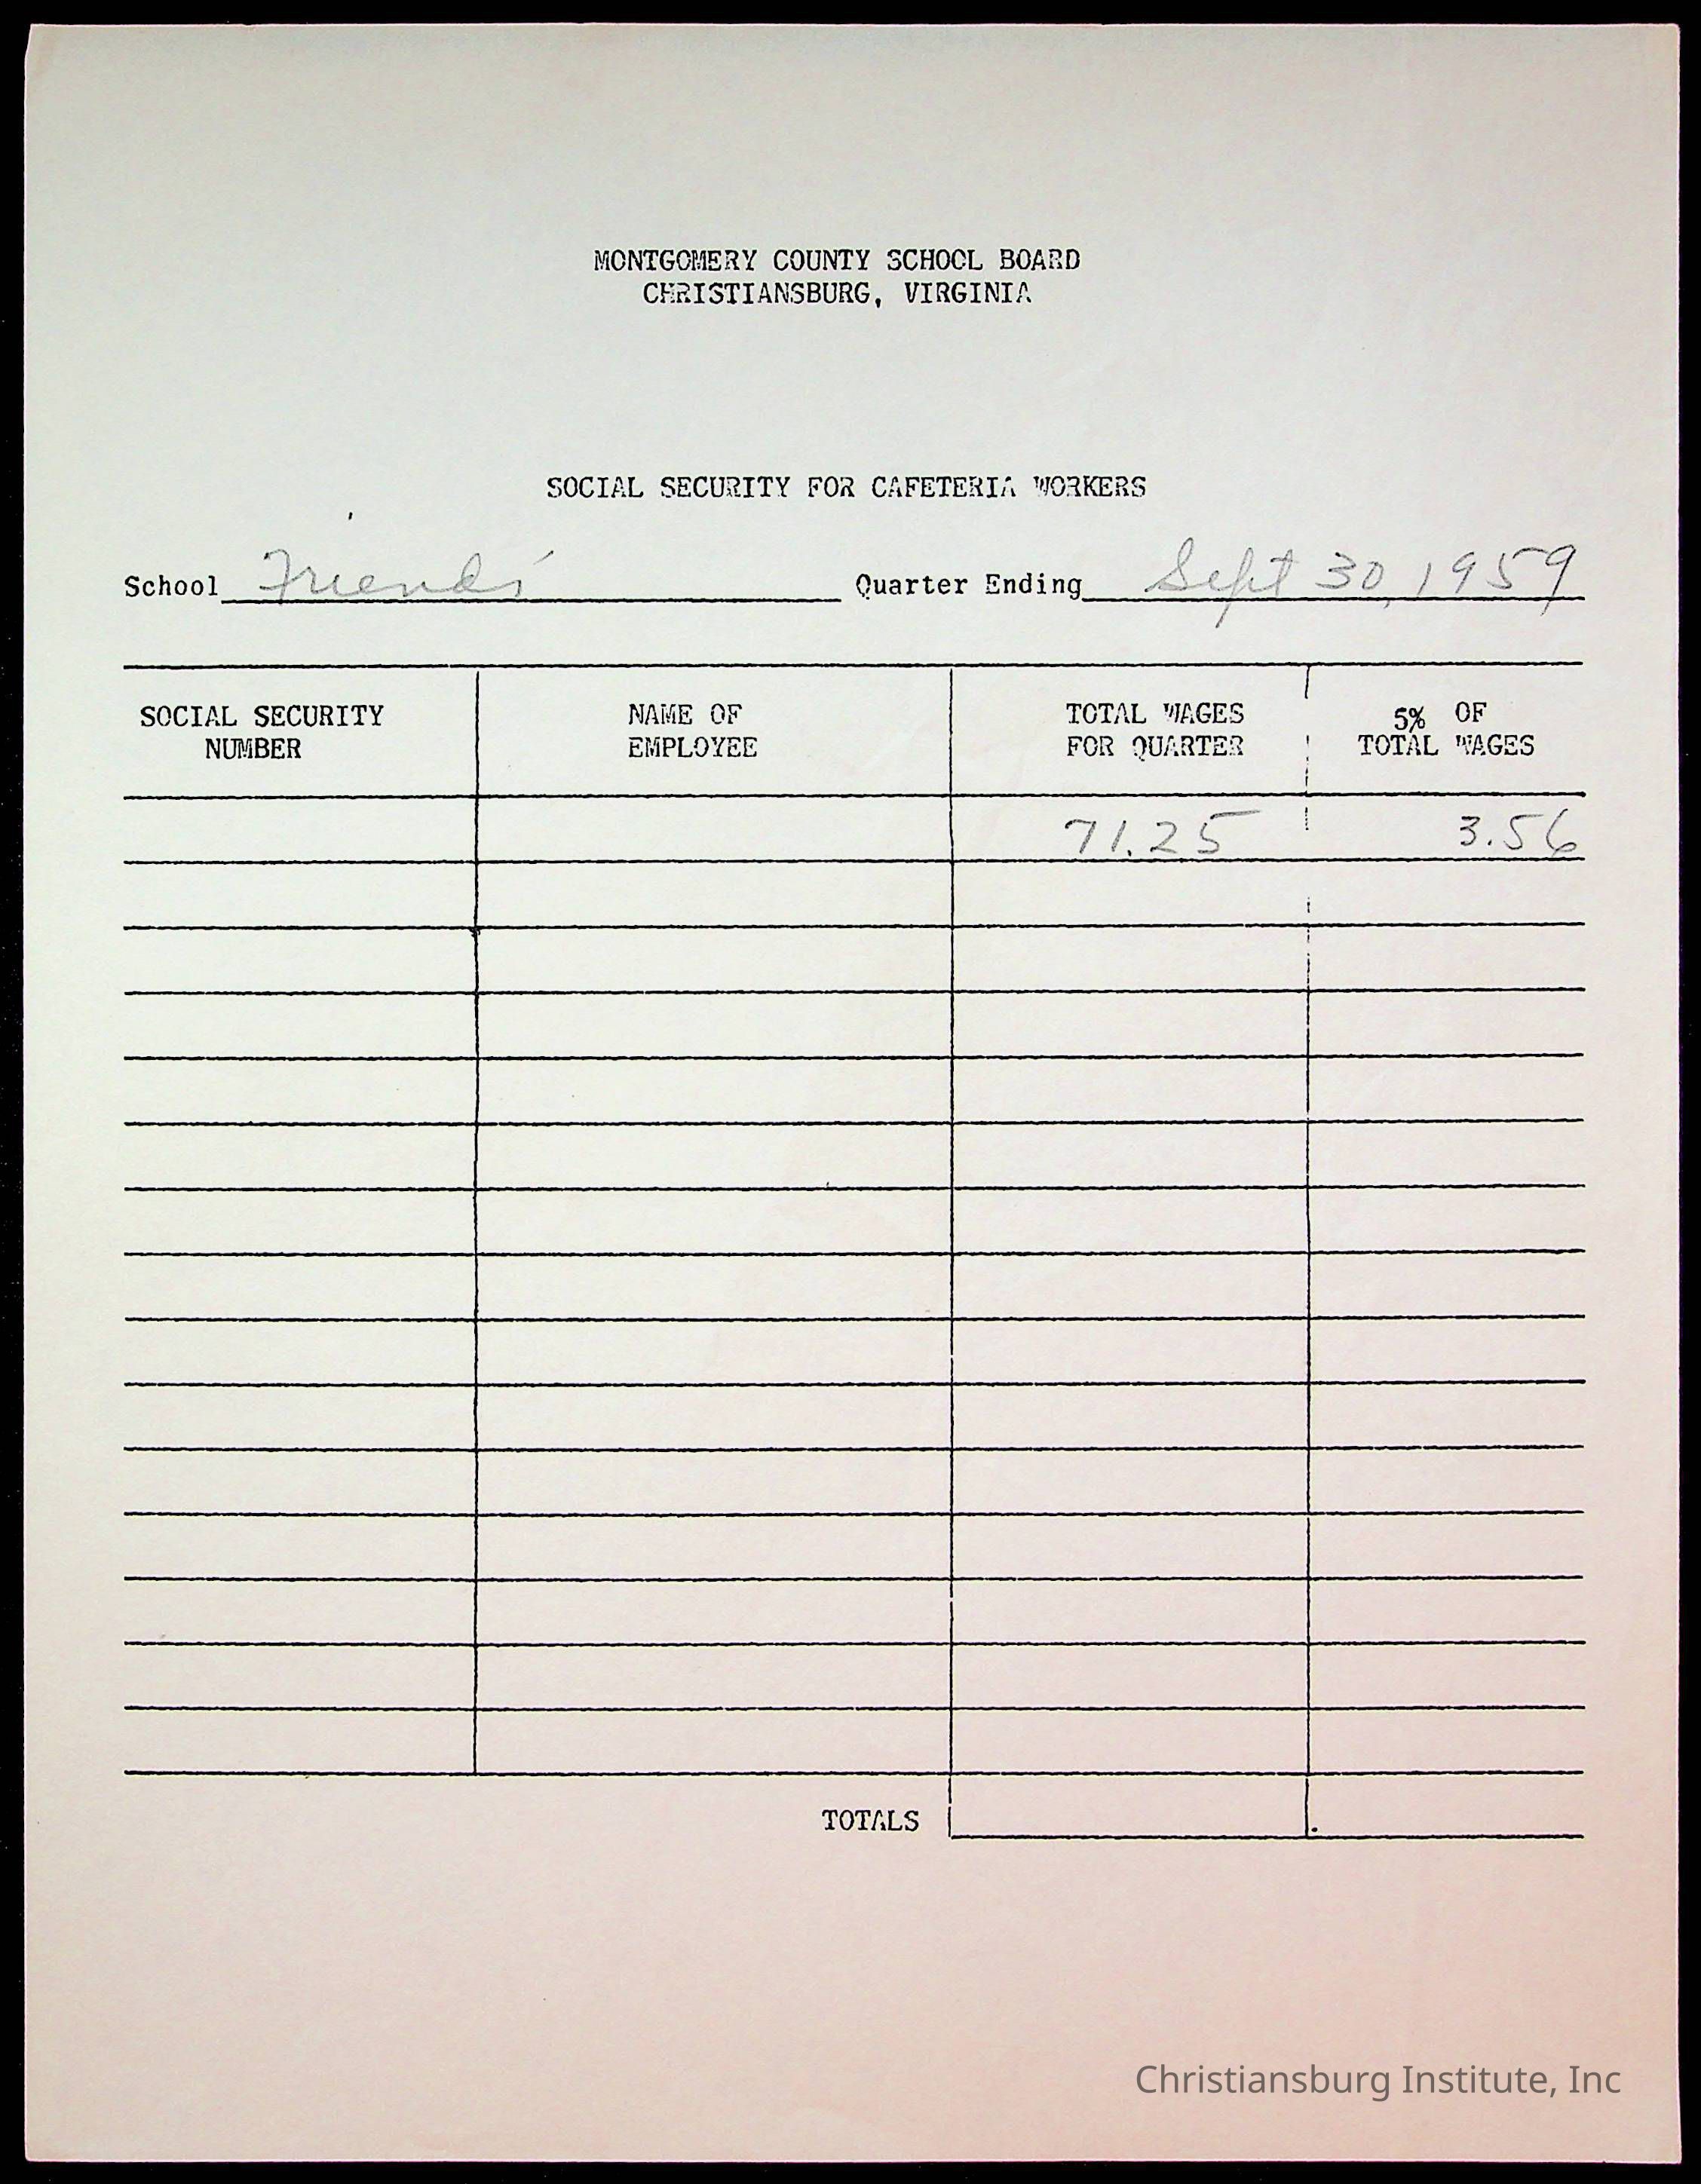 MONTGOMERY COUNTY SCHOOL BOARD
CHRISTIANSBURG, VIRGINIA
SOCIAL SECURITY FOR CAFETERIA WORKERS
School Friends' Quarter Ending Sept 30, 1959
SOCIAL SECURITY NUMBER
NAME OF EMPLOYEE
TOTAL WAGES FOR QUARTER
5% OF TOTAL WAGES
71.25 3.56
TOTALS
Christiansburg Institute, Inc